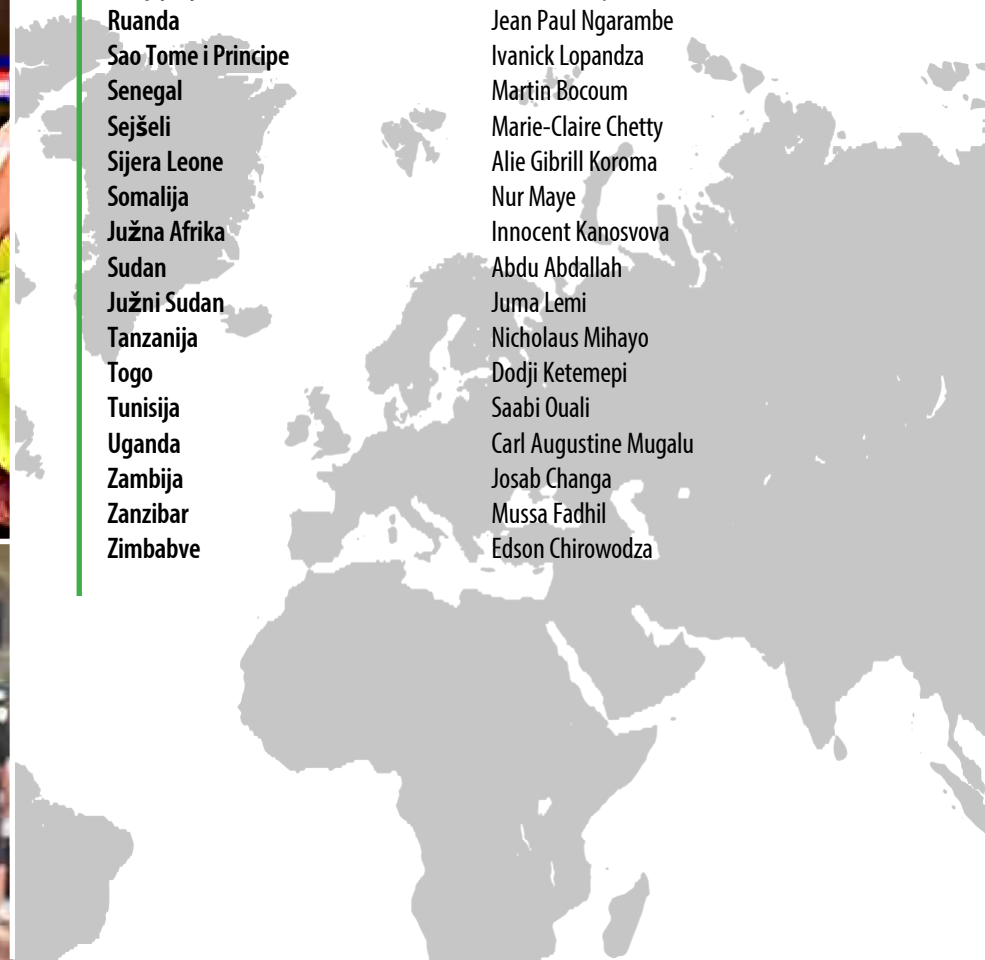 Ruanda Jean Paul Ngarambe
Sao Tome i Principe Ivanick Lopandza
Senegal Martin Bocoum
Sejšeli Marie-Claire Chetty
Sijera Leone Alie Gibrill Koroma
Somalija Nur Maye
Južna Afrika Innocent Kanosvova
Sudan Abdu Abdallah
Južni Sudan Juma Lemi
Tanzanija Nicholaus Mihayo
Togo Dodji Ketemepi
Tunisija Saabi Ouali
Uganda Carl Augustine Mugalu
Zambija Josab Changa
Zanzibar Mussa Fadhil
Zimbabve Edson Chirowodza